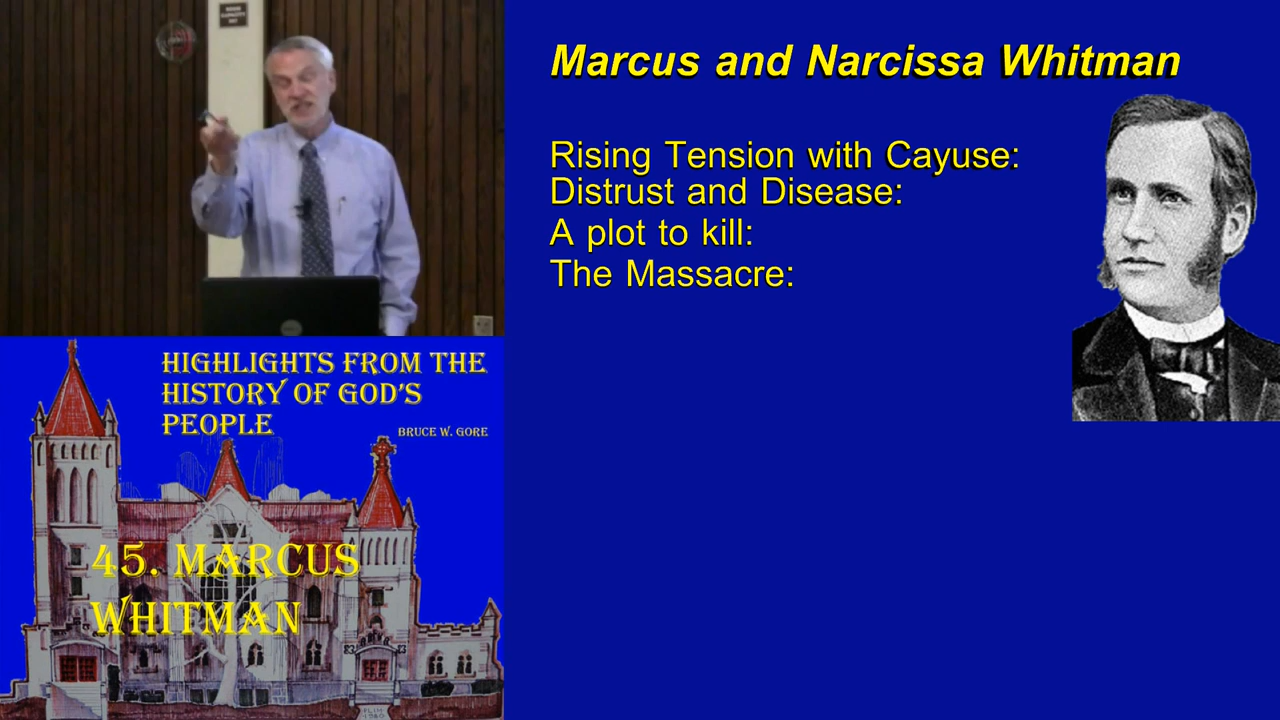 Marcus and Narcissa Whitman
Rising Tension with Cayuse:
Distrust and Disease:
A plot to kill:
The Massacre:
HIGHLIGHTS FROM THE
HISTORY OF GOD'S
PEOPLE
BRUCE W. GORE
45. MARCUS
WHITMAN